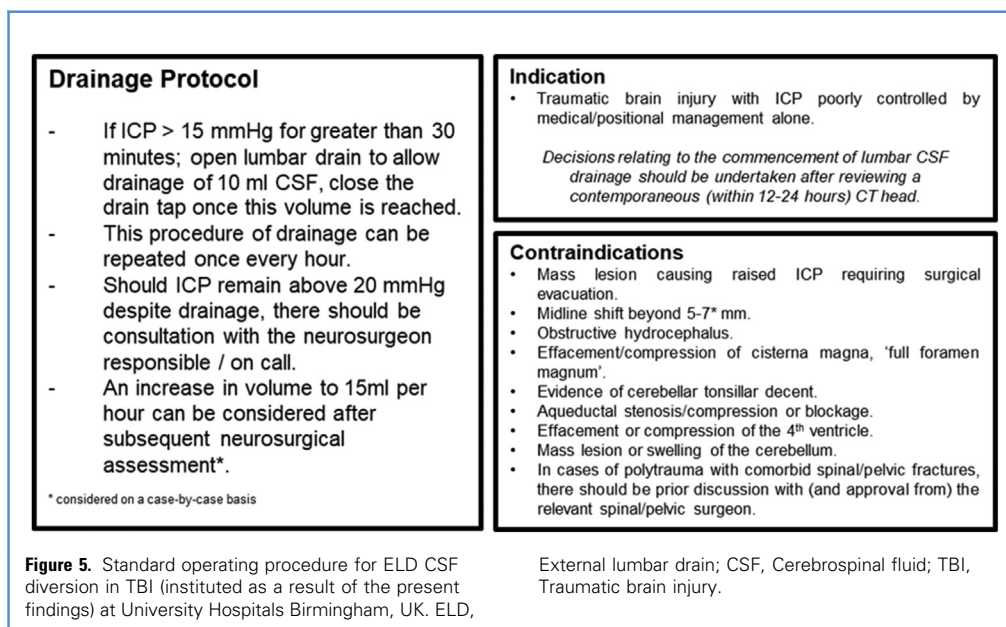 Drainage Protocol
- If ICP > 15 mmHg for greater than 30
minutes; open lumbar drain to allow
drainage of 10 ml CSF, close the
drain tap once this volume is reached.
- This procedure of drainage can be
repeated once every hour.
- Should ICP remain above 20 mmHg
despite drainage, there should be
consultation with the neurosurgeon
responsible / on call.
- An increase in volume to 15ml per
hour can be considered after
subsequent neurosurgical
assessment*.
* considered on a case-by-case basis
Indication
• Traumatic brain injury with ICP poorly controlled by
medical/positional management alone.
Decisions relating to the commencement of lumbar CSF
drainage should be undertaken after reviewing a
contemporaneous (within 12-24 hours) CT head.
Contraindications
• Mass lesion causing raised ICP requiring surgical
evacuation.
• Midline shift beyond 5-7* mm.
• Obstructive hydrocephalus.
• Effacement/compression of cisterna magna, 'full foramen
magnum'.
• Evidence of cerebellar tonsillar decent.
• Aqueductal stenosis/compression or blockage.
• Effacement or compression of the 4th ventricle.
• Mass lesion or swelling of the cerebellum.
• In cases of polytrauma with comorbid spinal/pelvic fractures,
there should be prior discussion with (and approval from) the
relevant spinal/pelvic surgeon.
Figure 5. Standard operating procedure for ELD CSF
diversion in TBI (instituted as a result of the present
findings) at University Hospitals Birmingham, UK. ELD,
External lumbar drain; CSF, Cerebrospinal fluid; TBI,
Traumatic brain injury.